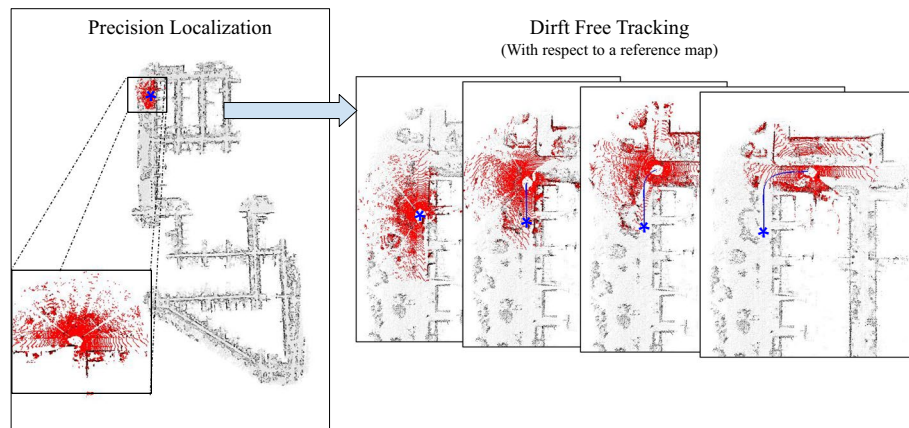 Precision Localization
Dirft Free Tracking
(With respect to a reference map)